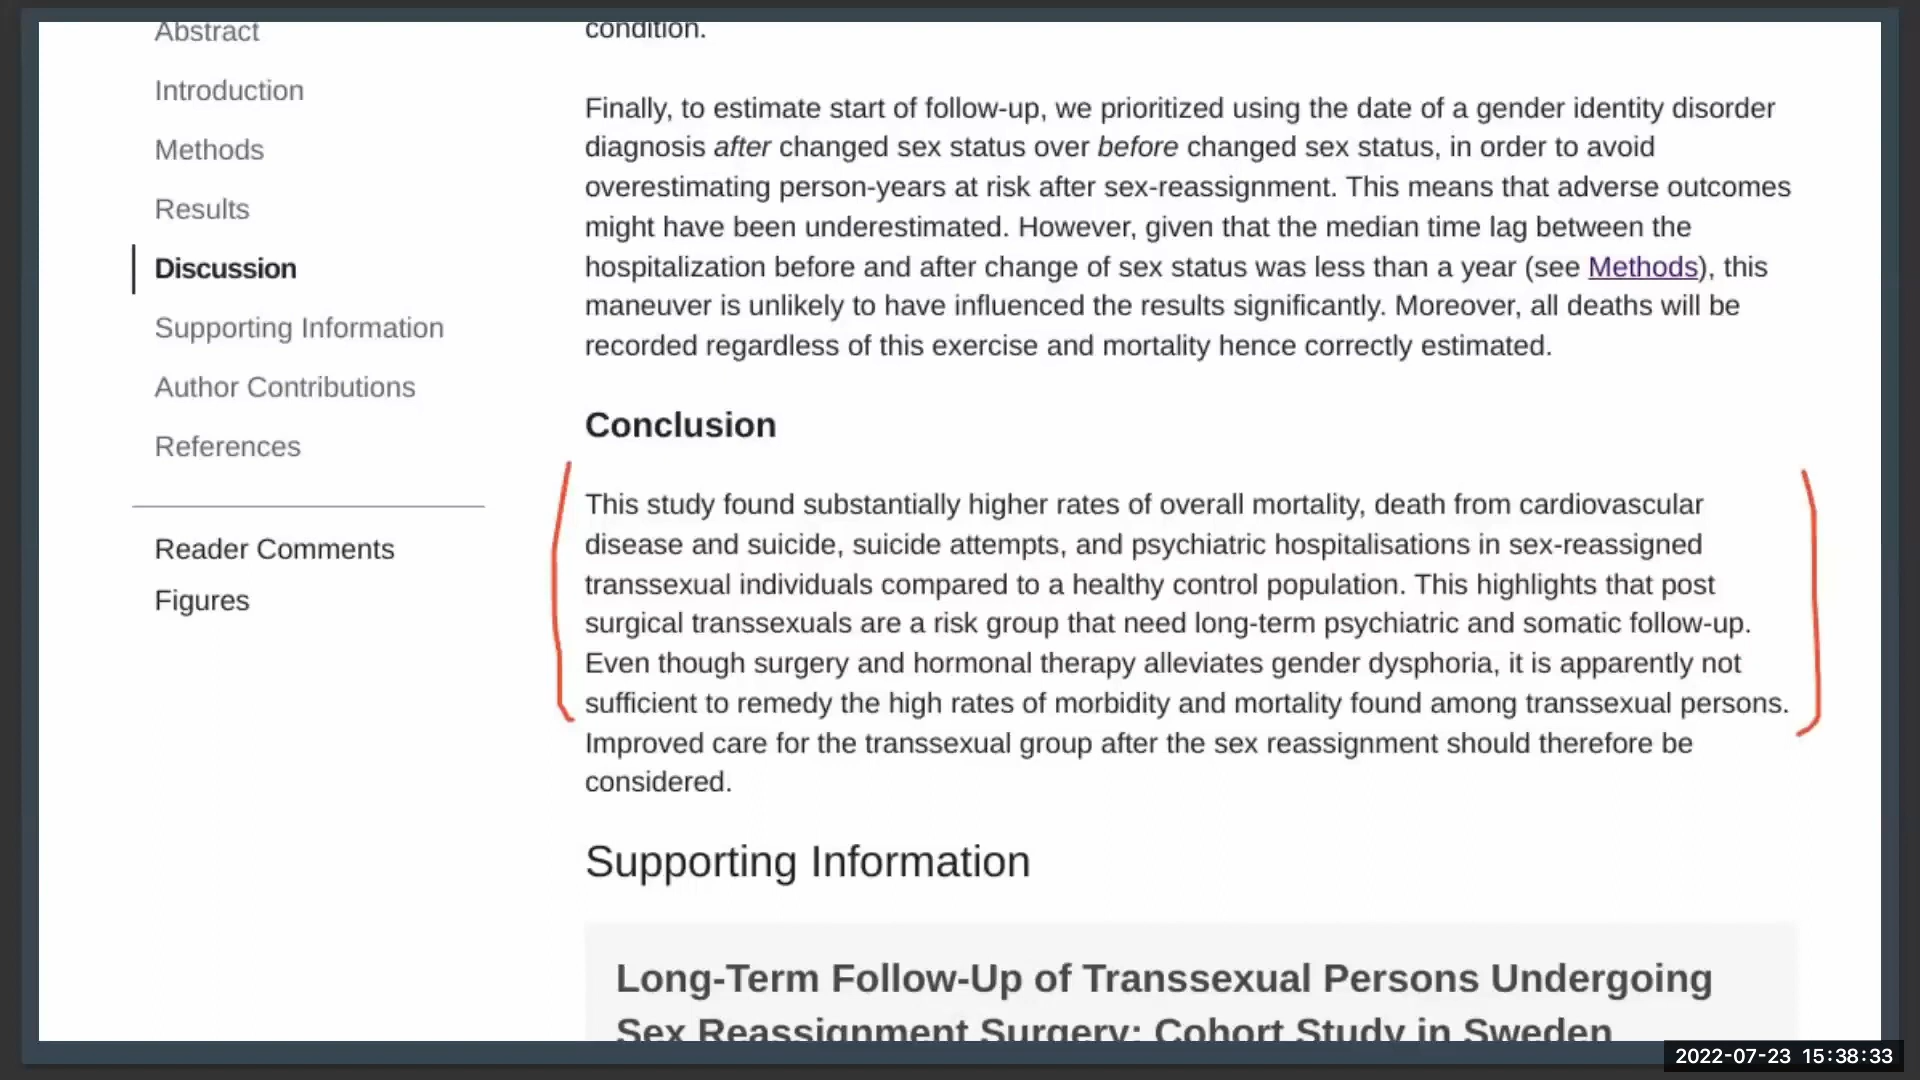 Abstract
Introduction
Methods
Results
Discussion
Supporting Information
Author Contributions
References
Reader Comments
Figures
condition.
Finally, to estimate start of follow-up, we prioritized using the date of a gender identity disorder
diagnosis after changed sex status over before changed sex status, in order to avoid
overestimating person-years at risk after sex-reassignment. This means that adverse outcomes
might have been underestimated. However, given that the median time lag between the
hospitalization before and after change of sex status was less than a year (see Methods), this
maneuver is unlikely to have influenced the results significantly. Moreover, all deaths will be
recorded regardless of this exercise and mortality hence correctly estimated.
Conclusion
This study found substantially higher rates of overall mortality, death from cardiovascular
disease and suicide, suicide attempts, and psychiatric hospitalisations in sex-reassigned
transsexual individuals compared to a healthy control population. This highlights that post
surgical transsexuals are a risk group that need long-term psychiatric and somatic follow-up.
Even though surgery and hormonal therapy alleviates gender dysphoria, it is apparently not
sufficient to remedy the high rates of morbidity and mortality found among transsexual persons.
Improved care for the transsexual group after the sex reassignment should therefore be
considered.
Supporting Information
Long-Term Follow-Up of Transsexual Persons Undergoing
Sex Reassignment Surgery: Cohort Study in Sweden
2022-07-23 15:38:33